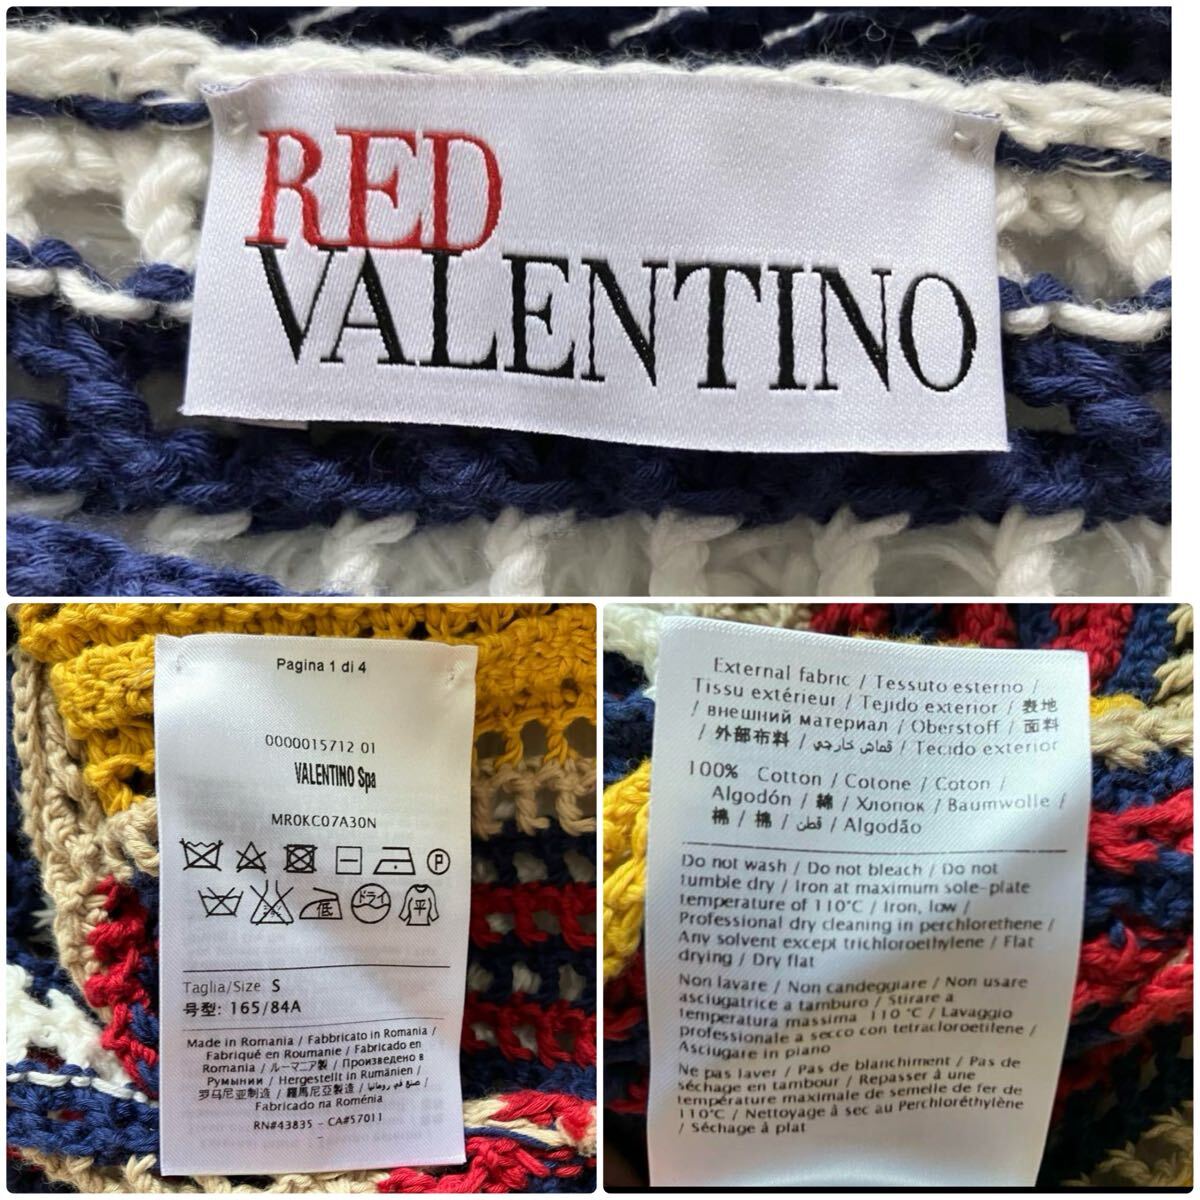 RED
VALENTINO
Pagina 1 di 4
0000015712 01
VALENTINO Spa
MR0KC07A30N
P
低
ドライ
平
Taglia/Size S
号型: 165/84A
Made in Romania / Fabbricato in Romania /
Fabriqué en Roumanie / Fabricado en
Romania / ルーマニア製 / Произведено в
Румынии / Hergestellt in Rumänien /
罗马尼亚制造 / 羅馬尼亞製造 / صنع في رومانيا /
Fabricado na Roménia
RN#43835 - CA#57011
-
External fabric / Tessuto esterno /
Tissu extérieur / Tejido exterior / 表地
/ внешний материал / Oberstoff / 面料
/ 外部布料 / قماش خارجي / Tecido exterior
100% Cotton / Cotone / Coton /
Algodón / 綿 / Хлопок / Baumwolle /
棉 / 棉 / قطن / Algodão
Do not wash / Do not bleach / Do not
tumble dry / Iron at maximum sole-plate
temperature of 110°C / Iron, low /
Professional dry cleaning in perchlorethene /
Any solvent except trichloroethylene / Flat
drying / Dry flat
Non lavare / Non candeggiare / Non usare
asciugatrice a tamburo / Stirare a
temperatura massima 110 °C / Lavaggio
professionale a secco con tetracloroetilene /
Asciugare in piano
Ne pas laver / Pas de blanchiment / Pas de
séchage en tambour / Repasser à une
température maximale de semelle de fer de
110°C / Nettoyage à sec au Perchloréthylène
/ Séchage à plat